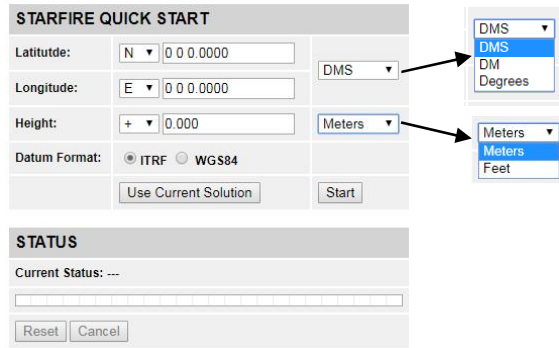 STARFIRE QUICK START
Latitutde: N 0 0 0.0000 DMS
Longitude: E 0 0 0.0000
Height: + 0.000 Meters
Datum Format: ITRF WGS84
Use Current Solution Start
DMS
DMS
DM
Degrees
Meters
Meters
Feet
STATUS
Current Status: ---
Reset Cancel